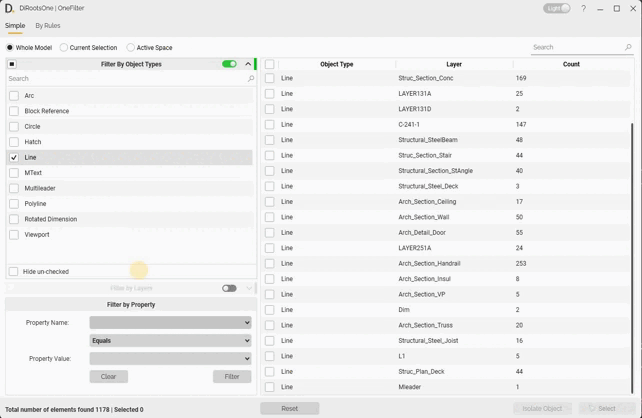 D. DiRootsOne | OneFilter
Light
?
Simple By Rules
Whole Model Current Selection Active Space
Search
Filter By Object Types
Search
Arc
Block Reference
Circle
Hatch
Line
MText
Multileader
Polyline
Rotated Dimension
Viewport
Hide un-checked
Filter by Layers
Filter by Property
Property Name:
Equals
Property Value:
Clear Filter
Object Type Layer Count
Line Struc_Section_Conc 169
Line LAYER131A 25
Line LAYER131D 2
Line C-241-1 147
Line Structural_SteelBeam 48
Line Struc_Section_Stair 44
Line Structural_Section_StAngle 40
Line Structural_Steel_Deck 3
Line Arch_Section_Ceiling 17
Line Arch_Section_Wall 50
Line Arch_Detail_Door 55
Line LAYER251A 24
Line Arch_Section_Handrail 253
Line Arch_Section_Insul 8
Line Arch_Section_VP 5
Line Dim 2
Line Arch_Section_Truss 20
Line Structural_Steel_Joist 16
Line L1 5
Line Struc_Plan_Deck 44
Line Mleader 1
Total number of elements found 1178 | Selected 0
Reset
Isolate Object
Select